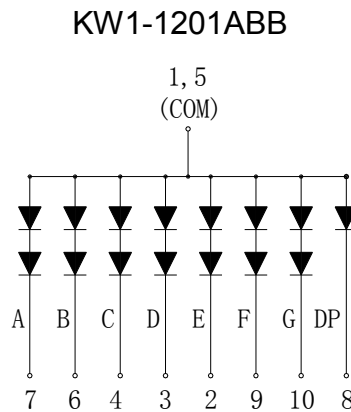 KW1-1201ABB
1,5
(COM)
A B C D E F G DP
7 6 4 3 2 9 10 8